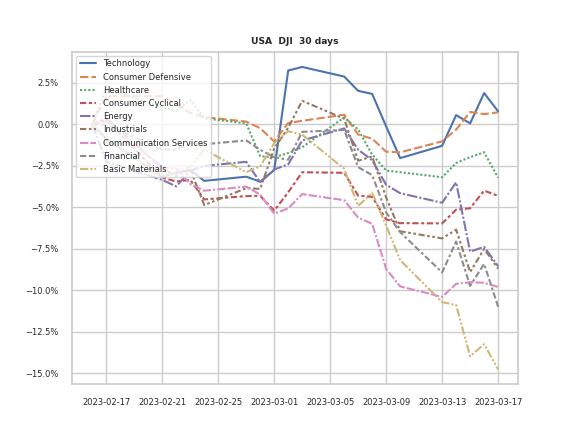 USA DJI 30 days
Technology
Consumer Defensive
Healthcare
Consumer Cyclical
Energy
Industrials
Communication Services
Financial
Basic Materials
2.5%
0.0%
−2.5%
−5.0%
−7.5%
−10.0%
−12.5%
−15.0%
2023-02-17 2023-02-21 2023-02-25 2023-03-01 2023-03-05 2023-03-09 2023-03-13 2023-03-17